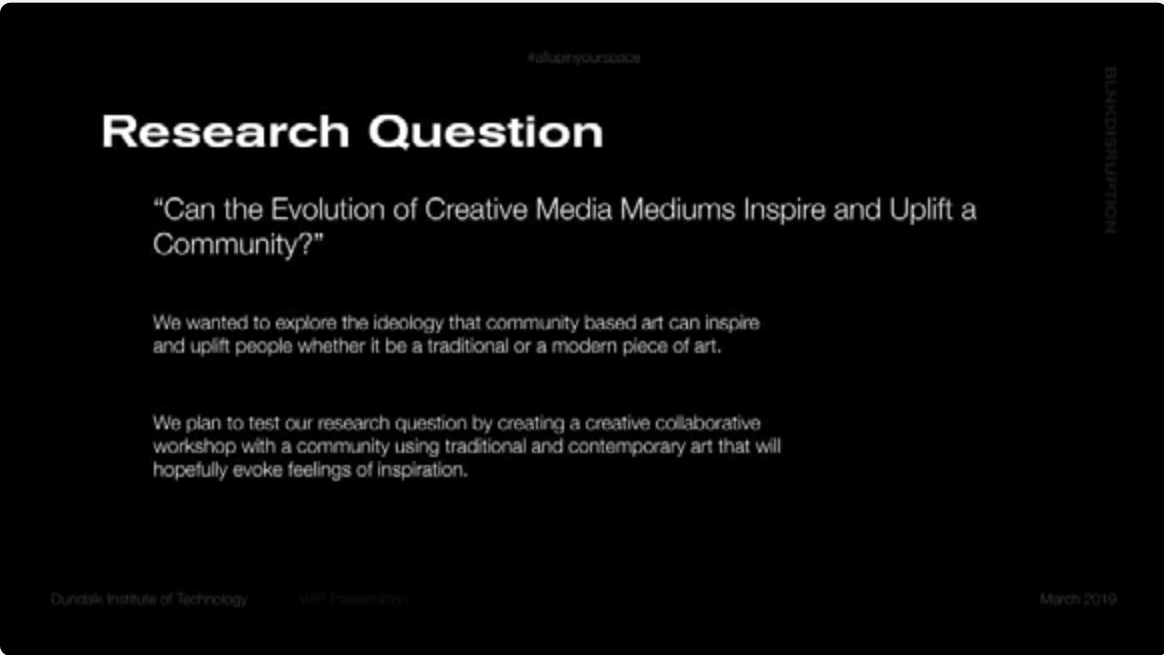 #allupinyourspace
BLNKDISRUPTION
Research Question
“Can the Evolution of Creative Media Mediums Inspire and Uplift a
Community?”
We wanted to explore the ideology that community based art can inspire
and uplift people whether it be a traditional or a modern piece of art.
We plan to test our research question by creating a creative collaborative
workshop with a community using traditional and contemporary art that will
hopefully evoke feelings of inspiration.
Dundalk Institute of Technology
WIP Presentation
March 2019